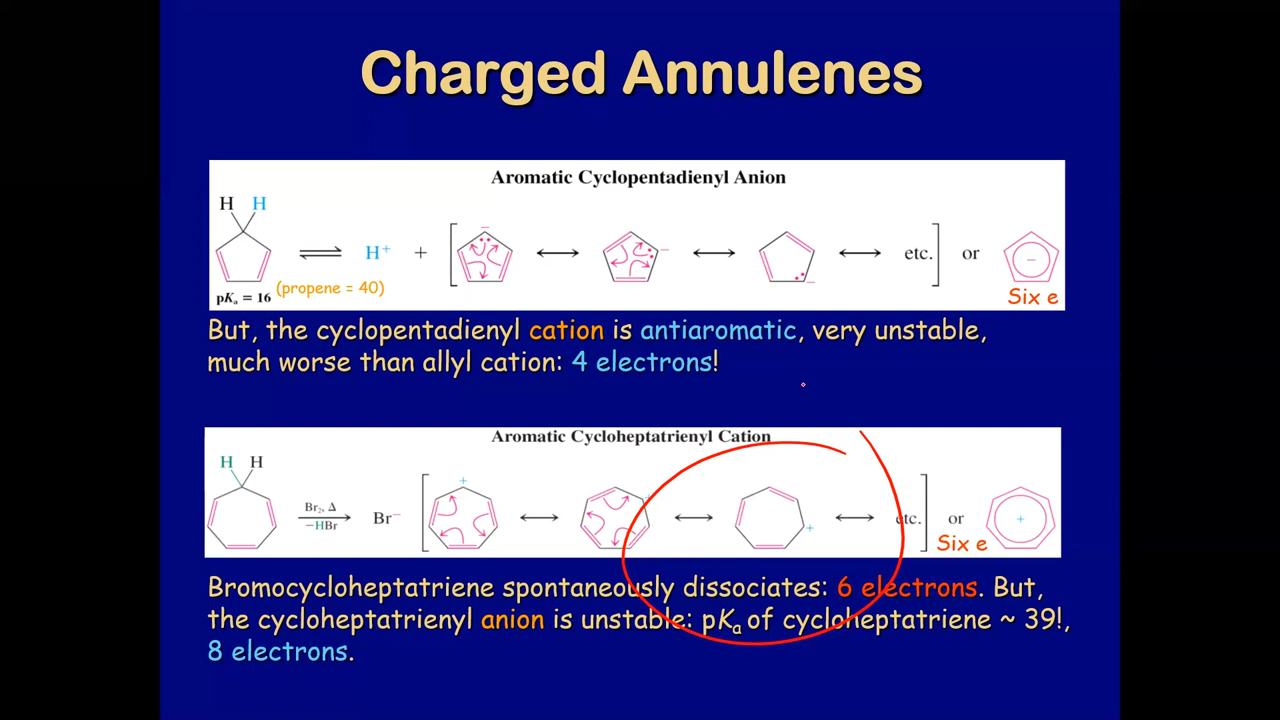 Charged Annulenes
Aromatic Cyclopentadienyl Anion
H H
H⁺ + [ − ↔ − ↔ − ↔ etc. ] or −
pKₐ = 16 (propene = 40) Six e
But, the cyclopentadienyl cation is antiaromatic, very unstable,
much worse than allyl cation: 4 electrons!
Aromatic Cycloheptatrienyl Cation
H H
Br₂, Δ
−HBr
Br⁻ [ + ↔ + ↔ + ↔ etc. ] or +
Six e
Bromocycloheptatriene spontaneously dissociates: 6 electrons. But,
the cycloheptatrienyl anion is unstable: pKₐ of cycloheptatriene ~ 39!,
8 electrons.